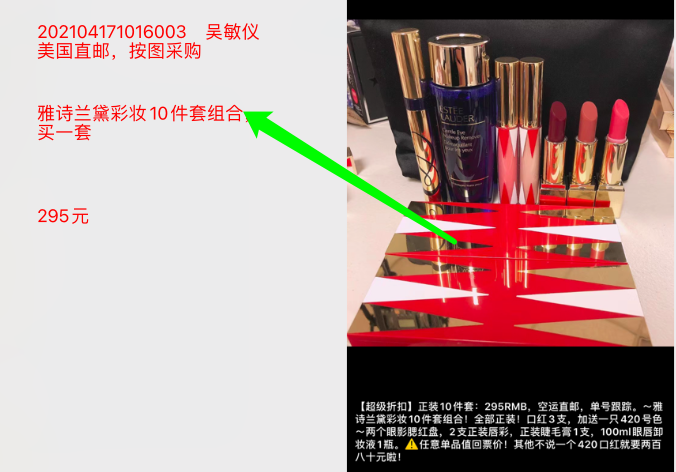 202104171016003 吴敏仪
美国直邮，按图采购
雅诗兰黛彩妆10件套组合，
买一套
295元
ESTEE
LAUDER
Gentle Eye
Makeup Remover
【超级折扣】正装10件套：295RMB，空运直邮，单号跟踪。～雅
诗兰黛彩妆10件套组合！全部正装！口红3支，加送一只420号色
～两个眼影腮红盘，2支正装唇彩，正装睫毛膏1支，100ml眼唇卸
妆液1瓶。⚠️任意单品值回票价！其他不说一个420口红就要两百
八十元啦！